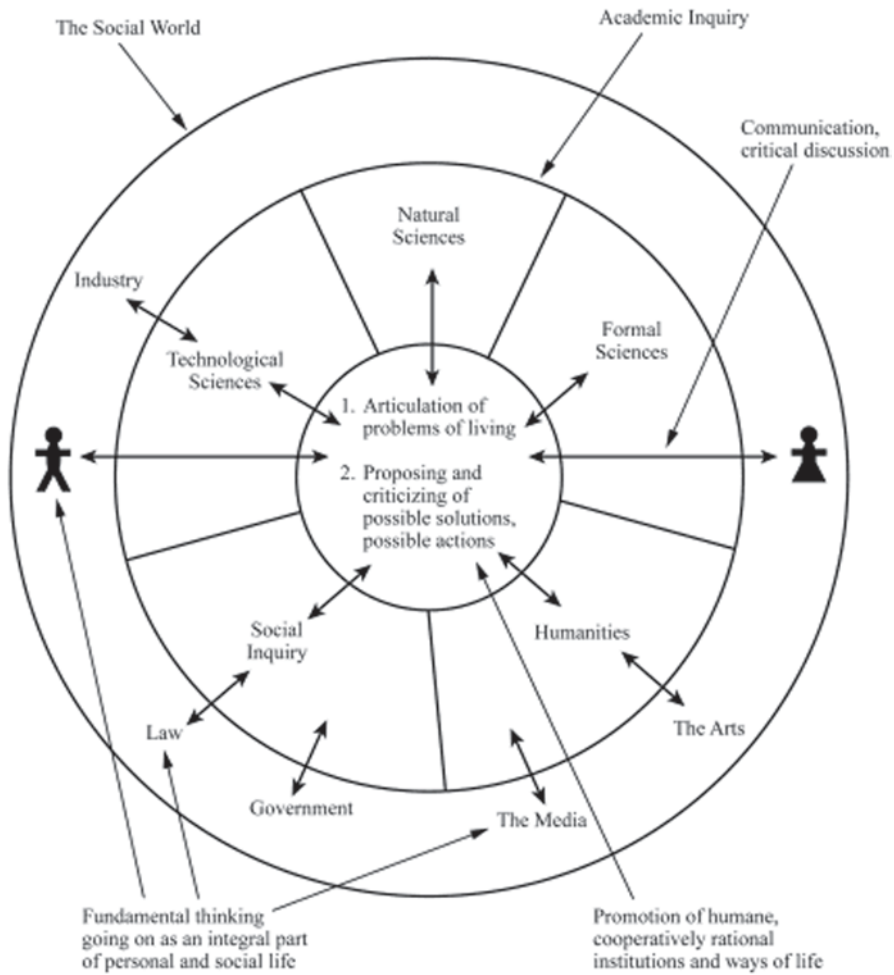 The Social World
Academic Inquiry
Communication,
critical discussion
Natural
Sciences
Industry
Technological
Sciences
Formal
Sciences
1. Articulation of
problems of living
2. Proposing and
criticizing of
possible solutions,
possible actions
Social
Inquiry
Humanities
Law
The Arts
Government
The Media
Fundamental thinking
going on as an integral part
of personal and social life
Promotion of humane,
cooperatively rational
institutions and ways of life